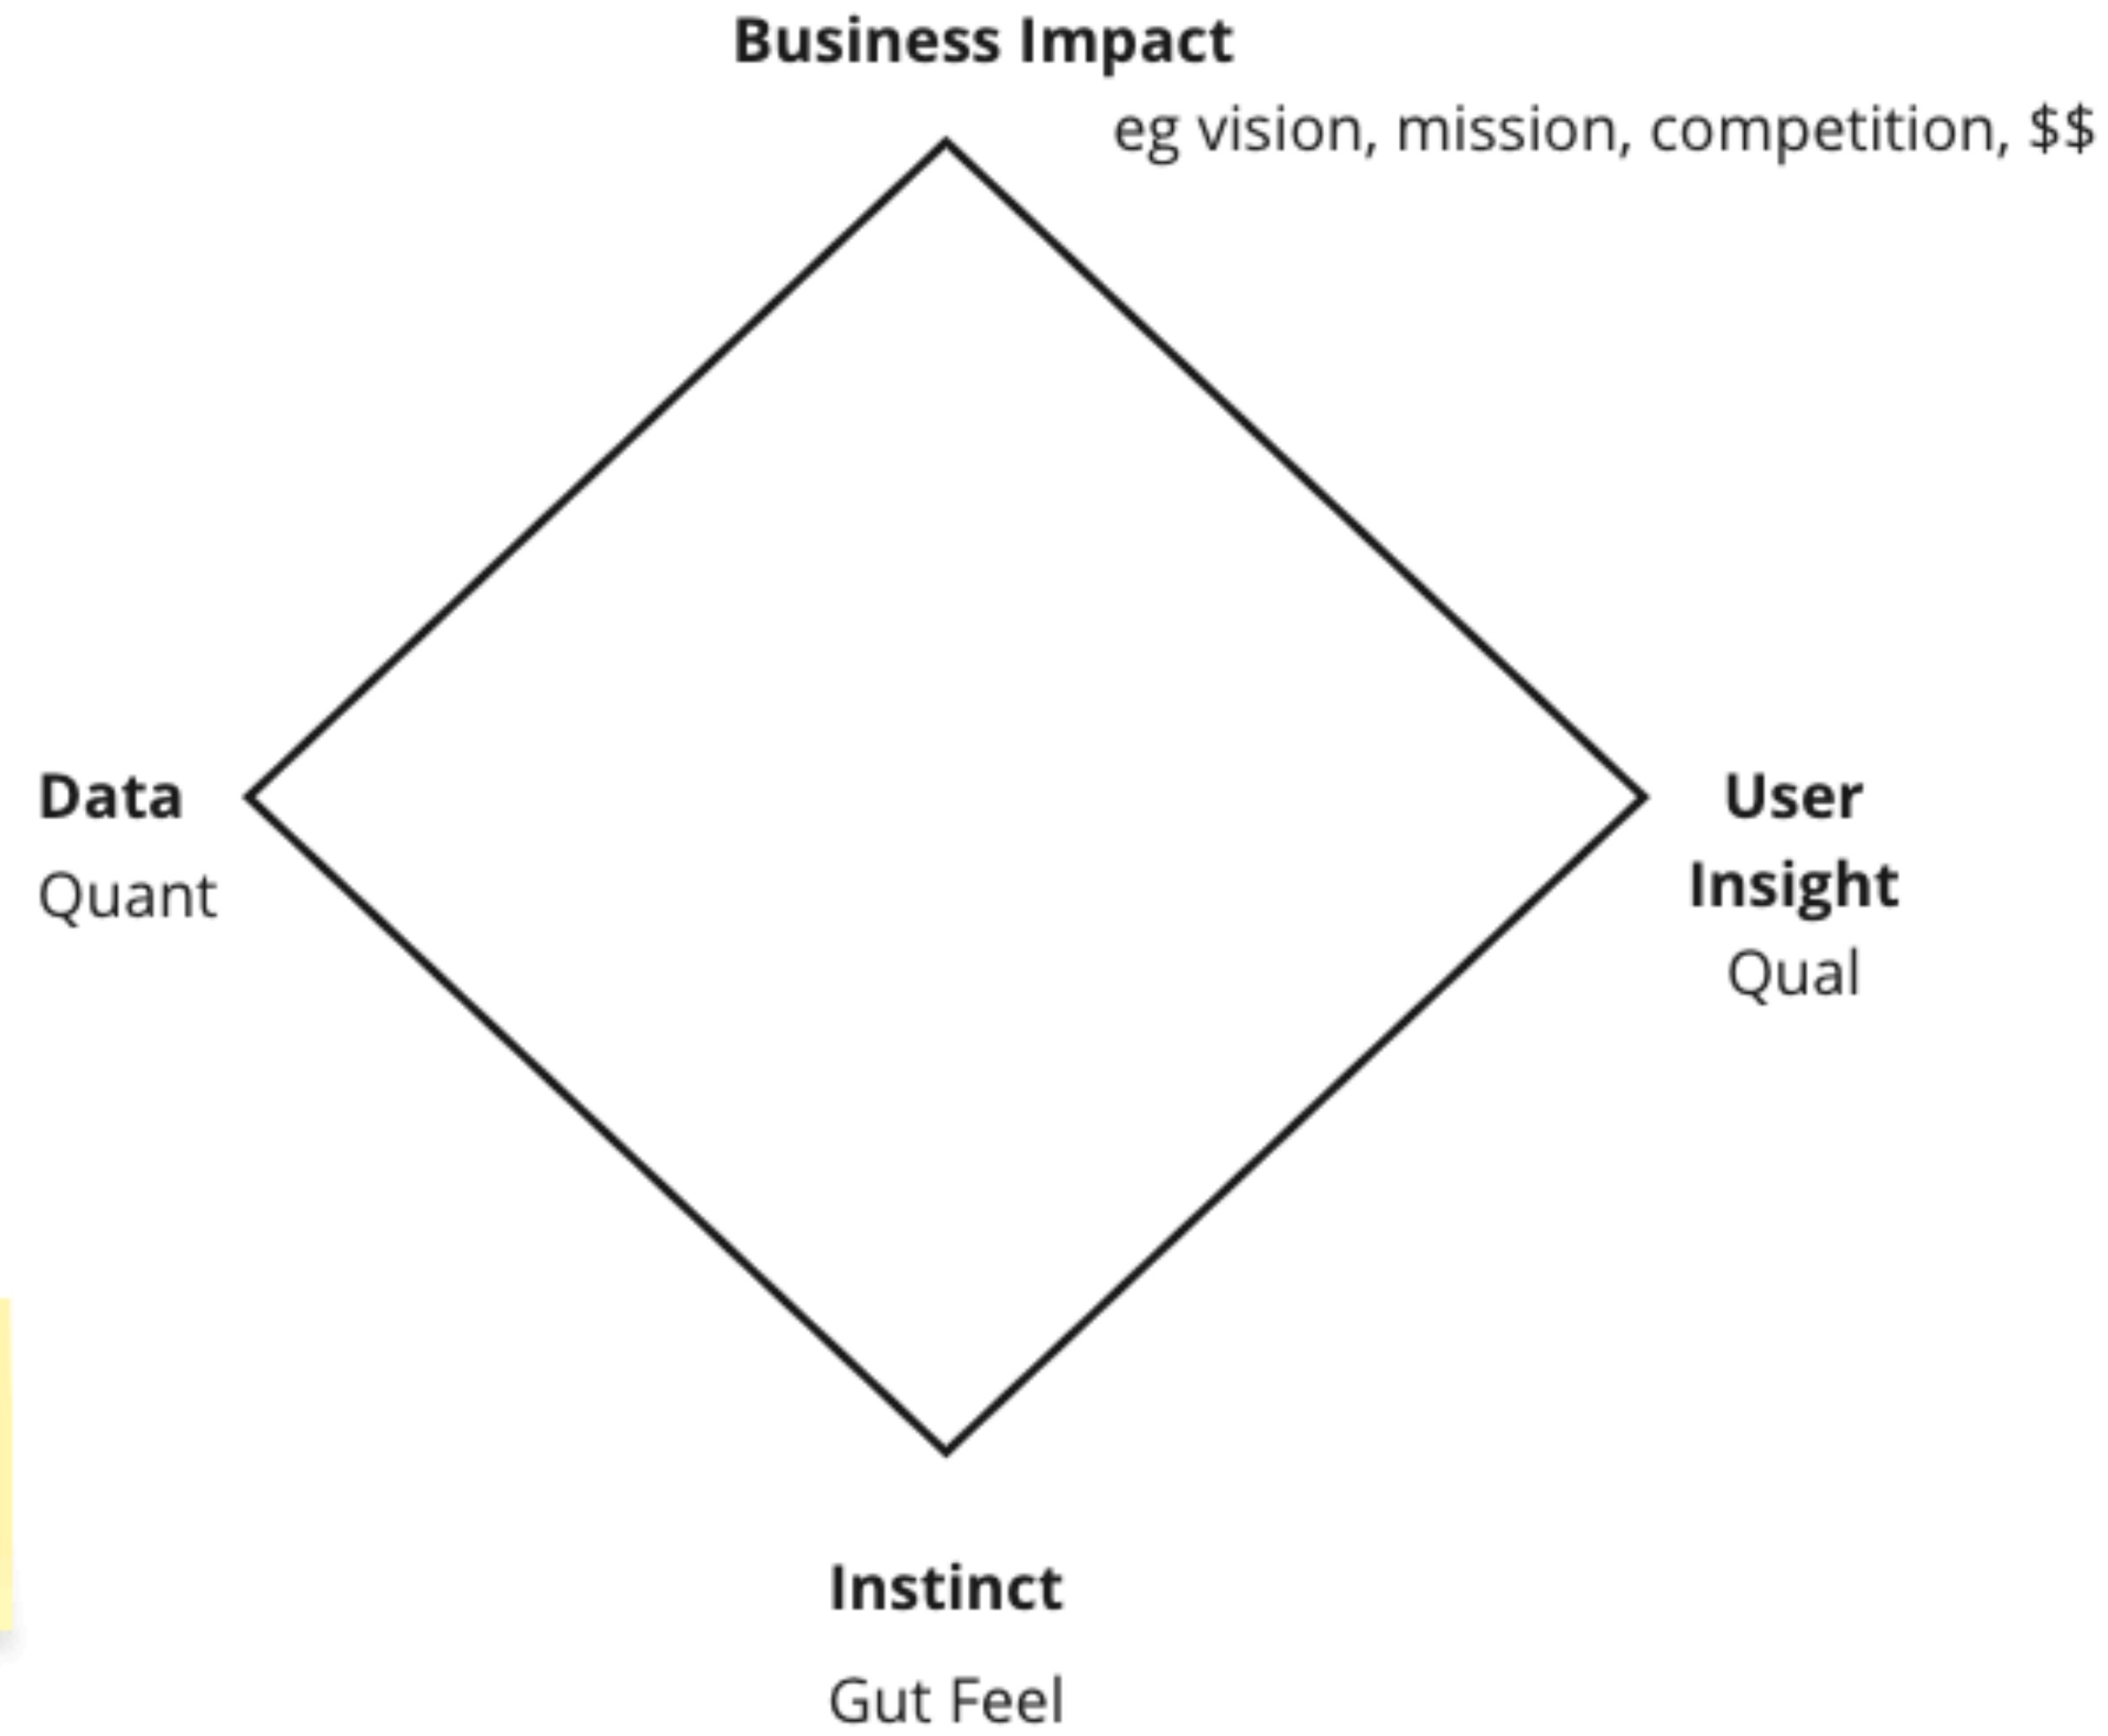 Business Impact
eg vision, mission, competition, $$
Data
Quant
User
Insight
Qual
Instinct
Gut Feel